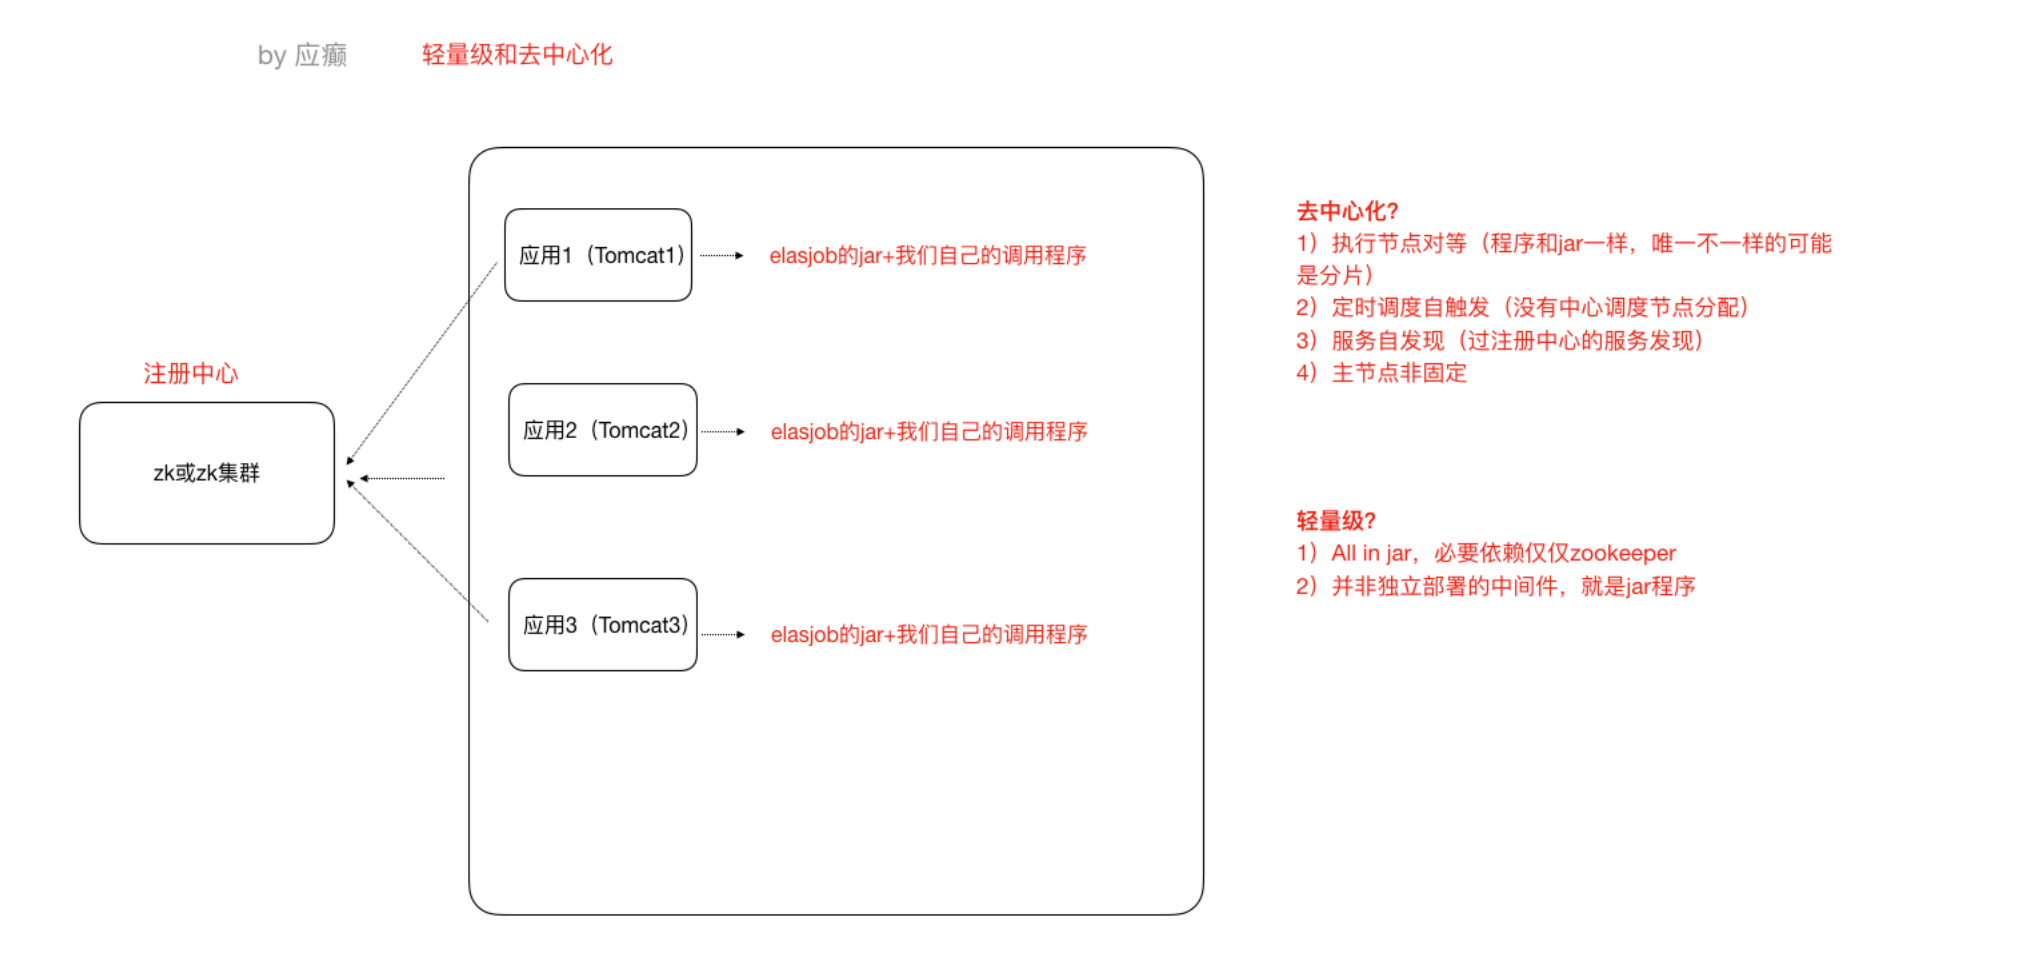 by 应癫
轻量级和去中心化
注册中心
zk或zk集群
应用1（Tomcat1）
elasjob的jar+我们自己的调用程序
应用2（Tomcat2）
elasjob的jar+我们自己的调用程序
应用3（Tomcat3）
elasjob的jar+我们自己的调用程序
去中心化?
1）执行节点对等（程序和jar一样，唯一不一样的可能
是分片）
2）定时调度自触发（没有中心调度节点分配）
3）服务自发现（过注册中心的服务发现）
4）主节点非固定
轻量级?
1）All in jar，必要依赖仅仅zookeeper
2）并非独立部署的中间件，就是jar程序